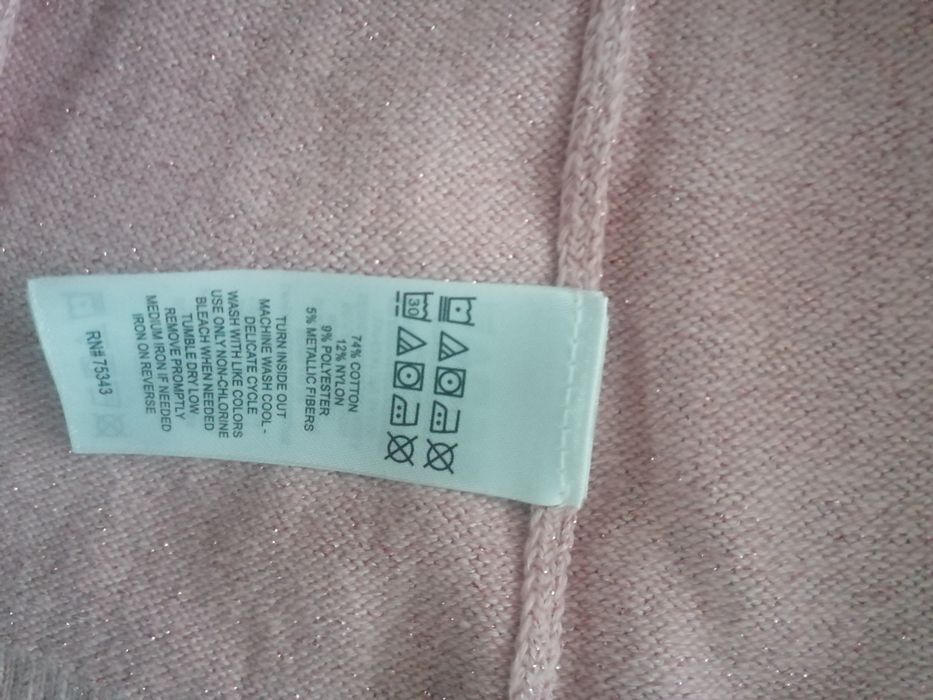 30
74% COTTON
12% NYLON
9% POLYESTER
5% METALLIC FIBERS
TURN INSIDE OUT
MACHINE WASH COOL -
DELICATE CYCLE
WASH WITH LIKE COLORS
USE ONLY NON-CHLORINE
BLEACH WHEN NEEDED
TUMBLE DRY LOW
REMOVE PROMPTLY
MEDIUM IRON IF NEEDED
IRON ON REVERSE
RN# 75343